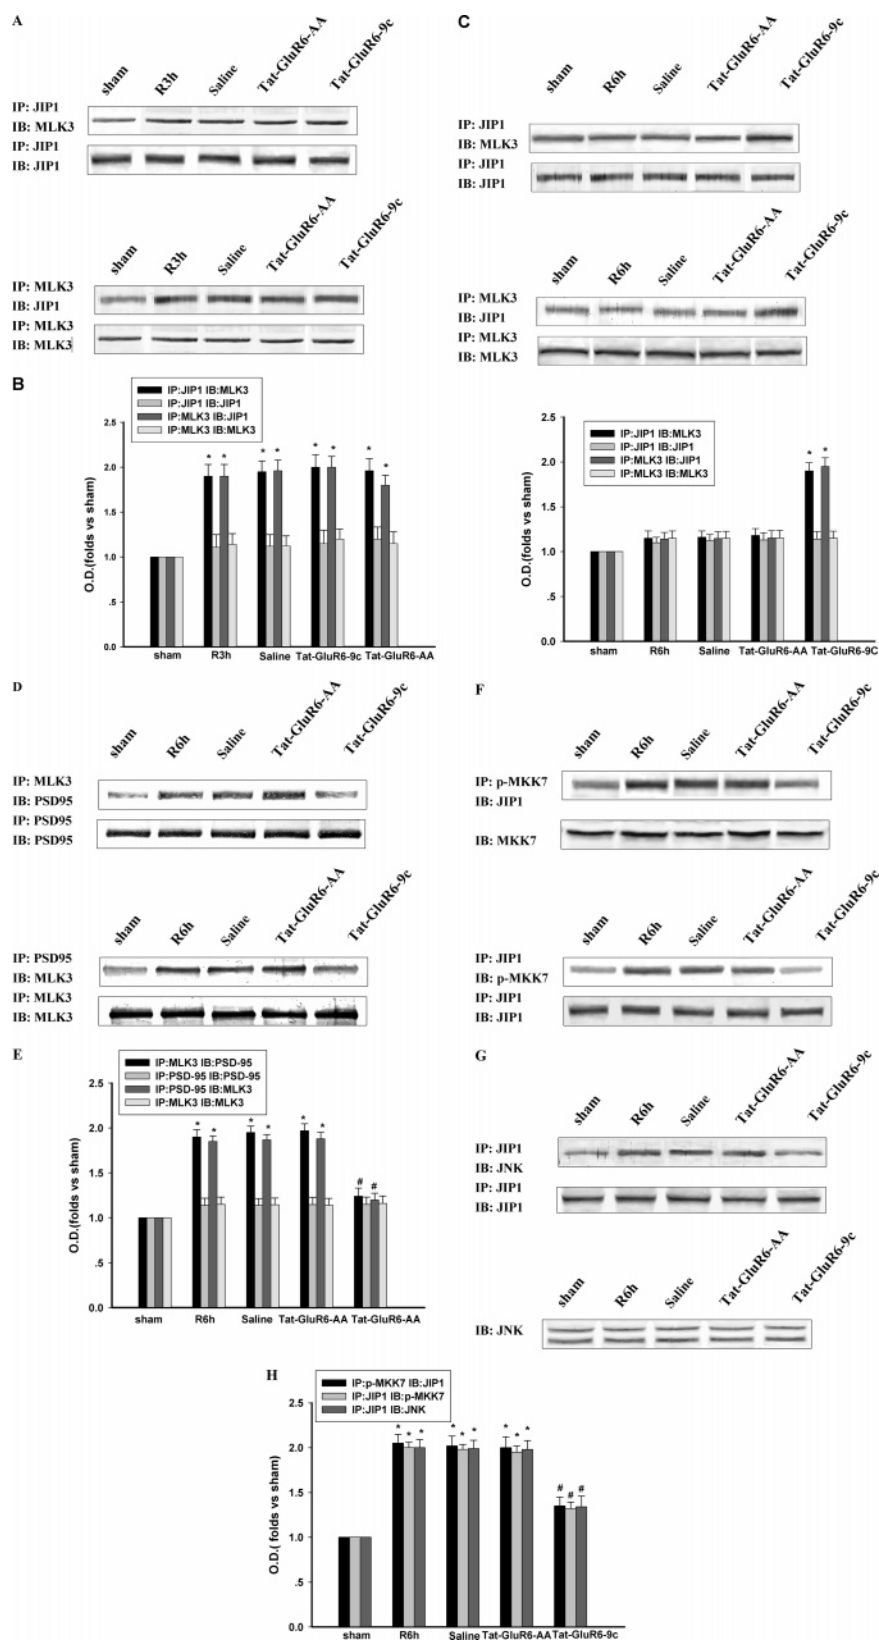 A
sham
R3h
Saline
Tat-GluR6-AA
Tat-GluR6-9c
IP: JIP1
IB: MLK3
IP: JIP1
IB: JIP1
sham
R3h
Saline
Tat-GluR6-AA
Tat-GluR6-9c
IP: MLK3
IB: JIP1
IP: MLK3
IB: MLK3
B
IP:JIP1 IB:MLK3
IP:JIP1 IB:JIP1
IP:MLK3 IB:JIP1
IP:MLK3 IB:MLK3
O.D.(folds vs sham)
2.5
2.0
1.5
1.0
.5
0.0
* * * * * * * *
sham R3h Saline Tat-GluR6-9c Tat-GluR6-AA
C
sham
R6h
Saline
Tat-GluR6-AA
Tat-GluR6-9c
IP: JIP1
IB: MLK3
IP: JIP1
IB: JIP1
sham
R6h
Saline
Tat-GluR6-AA
Tat-GluR6-9c
IP: MLK3
IB: JIP1
IP: MLK3
IB: MLK3
IP:JIP1 IB:MLK3
IP:JIP1 IB:JIP1
IP:MLK3 IB:JIP1
IP:MLK3 IB:MLK3
O.D.(folds vs sham)
2.5
2.0
1.5
1.0
.5
0.0
* *
sham R6h Saline Tat-GluR6-AA Tat-GluR6-9C
D
sham
R6h
Saline
Tat-GluR6-AA
Tat-GluR6-9c
IP: MLK3
IB: PSD95
IP: PSD95
IB: PSD95
sham
R6h
Saline
Tat-GluR6-AA
Tat-GluR6-9c
IP: PSD95
IB: MLK3
IP: MLK3
IB: MLK3
E
IP:MLK3 IB:PSD-95
IP:PSD-95 IB:PSD-95
IP:PSD-95 IB:MLK3
IP:MLK3 IB:MLK3
O.D.(folds vs sham)
2.5
2.0
1.5
1.0
.5
0.0
* * * * * * # #
sham R6h Saline Tat-GluR6-AA Tat-GluR6-AA
F
sham
R6h
Saline
Tat-GluR6-AA
Tat-GluR6-9c
IP: p-MKK7
IB: JIP1
IB: MKK7
sham
R6h
Saline
Tat-GluR6-AA
Tat-GluR6-9c
IP: JIP1
IB: p-MKK7
IP: JIP1
IB: JIP1
G
sham
R6h
Saline
Tat-GluR6-AA
Tat-GluR6-9c
IP: JIP1
IB: JNK
IP: JIP1
IB: JIP1
sham
R6h
Saline
Tat-GluR6-AA
Tat-GluR6-9c
IB: JNK
H
IP:p-MKK7 IB:JIP1
IP:JIP1 IB:p-MKK7
IP:JIP1 IB:JNK
O.D.( folds vs sham)
2.5
2.0
1.5
1.0
.5
0.0
* * * * * * * * * # # #
sham R6h Saline Tat-GluR6-AA Tat-GluR6-9c